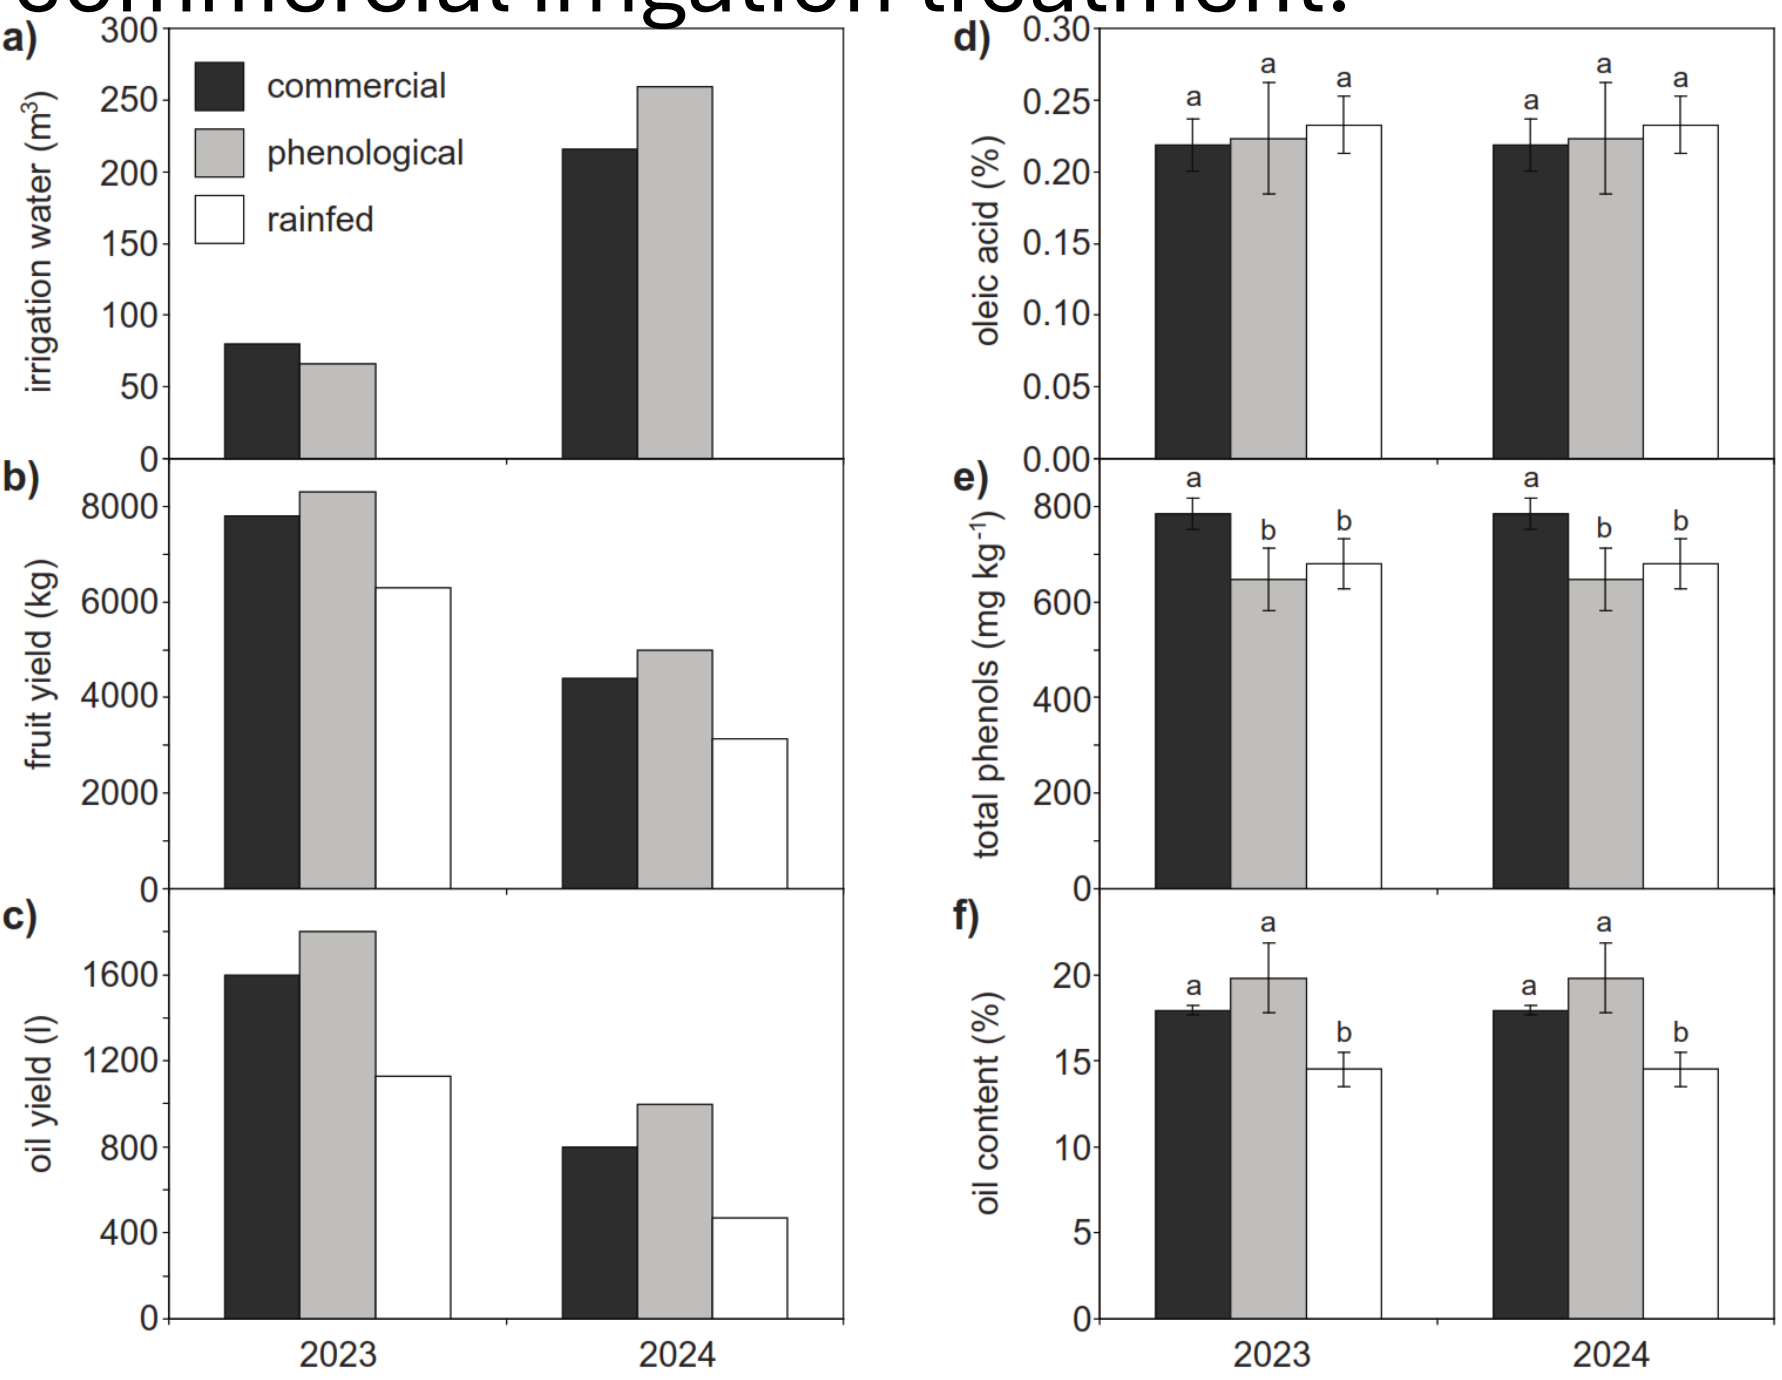 commercial irrigation treatment?
a)
300
250
200
150
100
50
0
irrigation water (m³)
commercial
phenological
rainfed
b)
8000
6000
4000
2000
0
fruit yield (kg)
c)
1600
1200
800
400
0
oil yield (l)
2023
2024
d)
0.30
0.25
0.20
0.15
0.10
0.05
0.00
oleic acid (%)
a
a
a
a
a
a
e)
800
600
400
200
0
total phenols (mg kg⁻¹)
a
b
b
a
b
b
f)
20
15
10
5
0
oil content (%)
a
a
b
a
a
b
2023
2024